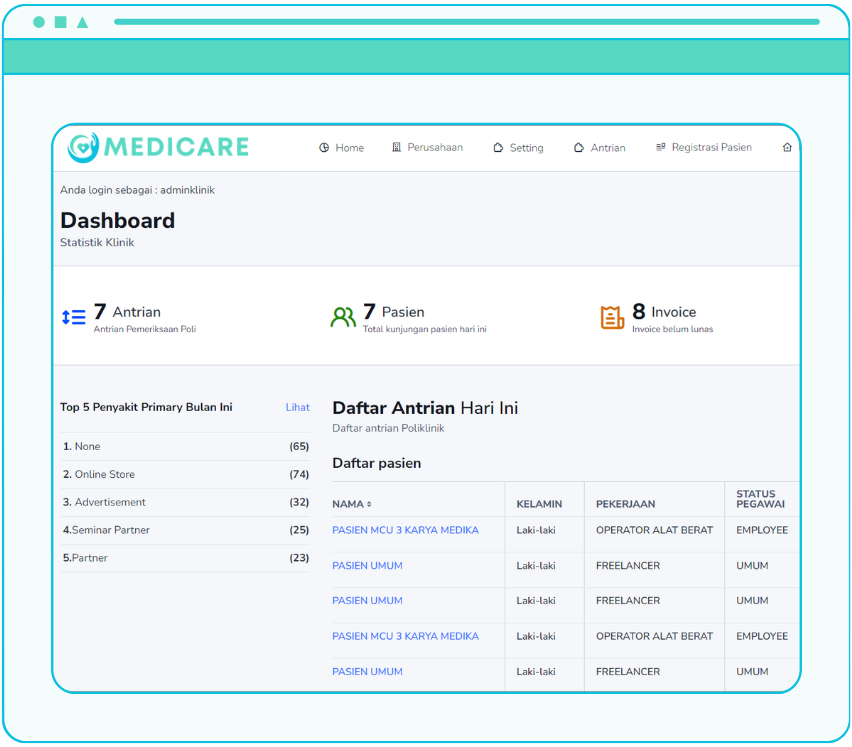 MEDICARE
Home Perusahaan Setting Antrian Registrasi Pasien
Anda login sebagai : adminklinik
Dashboard
Statistik Klinik
7 Antrian
Antrian Pemeriksaan Poli
7 Pasien
Total kunjungan pasien hari ini
8 Invoice
Invoice belum lunas
Top 5 Penyakit Primary Bulan Ini Lihat
1. None (65)
2. Online Store (74)
3. Advertisement (32)
4.Seminar Partner (25)
5.Partner (23)
Daftar Antrian Hari Ini
Daftar antrian Poliklinik
Daftar pasien
NAMA KELAMIN PEKERJAAN STATUS PEGAWAI
PASIEN MCU 3 KARYA MEDIKA Laki-laki OPERATOR ALAT BERAT EMPLOYEE
PASIEN UMUM Laki-laki FREELANCER UMUM
PASIEN UMUM Laki-laki FREELANCER UMUM
PASIEN MCU 3 KARYA MEDIKA Laki-laki OPERATOR ALAT BERAT EMPLOYEE
PASIEN UMUM Laki-laki FREELANCER UMUM